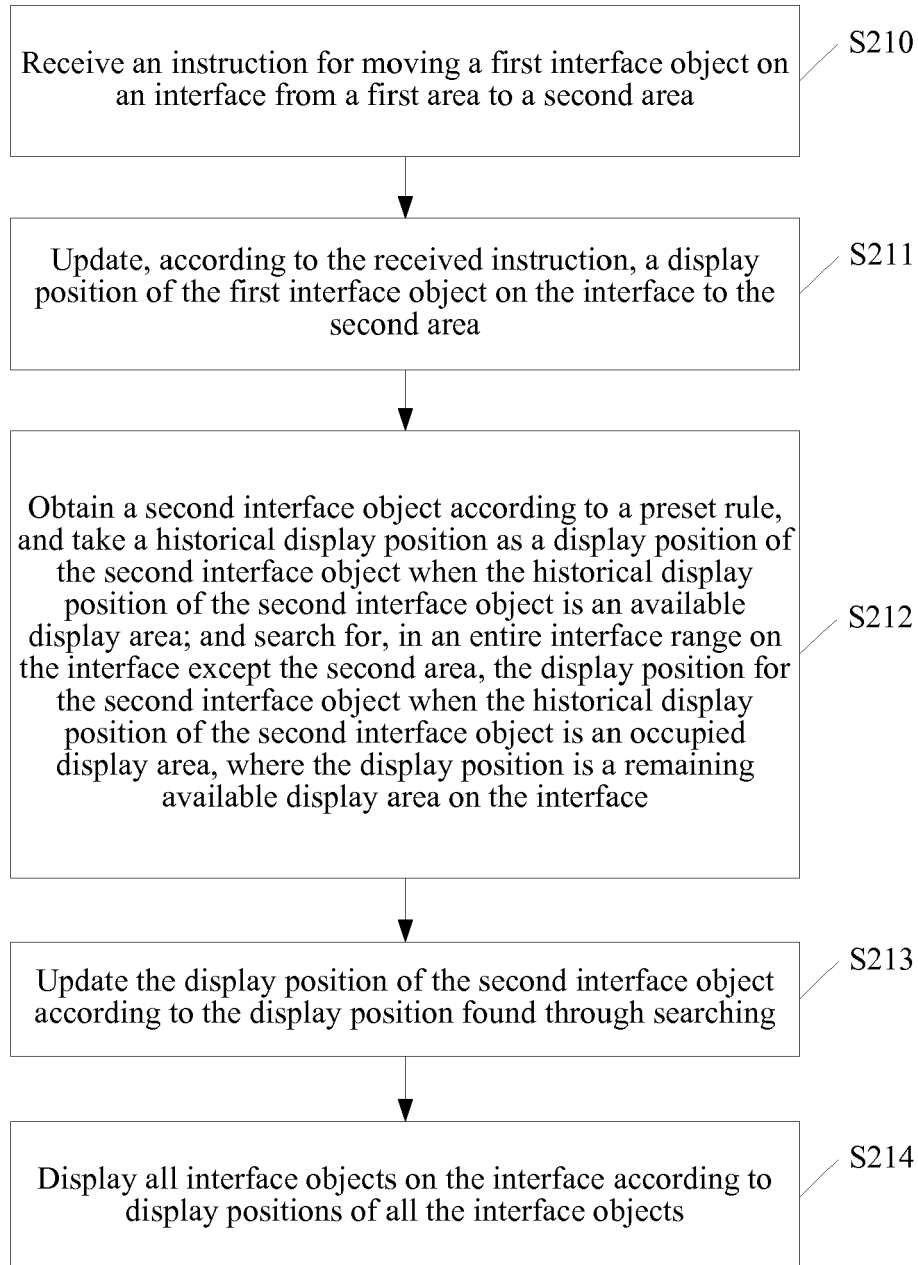 Receive an instruction for moving a first interface object on
an interface from a first area to a second area
S210
Update, according to the received instruction, a display
position of the first interface object on the interface to the
second area
S211
Obtain a second interface object according to a preset rule,
and take a historical display position as a display position of
the second interface object when the historical display
position of the second interface object is an available
display area; and search for, in an entire interface range on
the interface except the second area, the display position for
the second interface object when the historical display
position of the second interface object is an occupied
display area, where the display position is a remaining
available display area on the interface
S212
Update the display position of the second interface object
according to the display position found through searching
S213
Display all interface objects on the interface according to
display positions of all the interface objects
S214